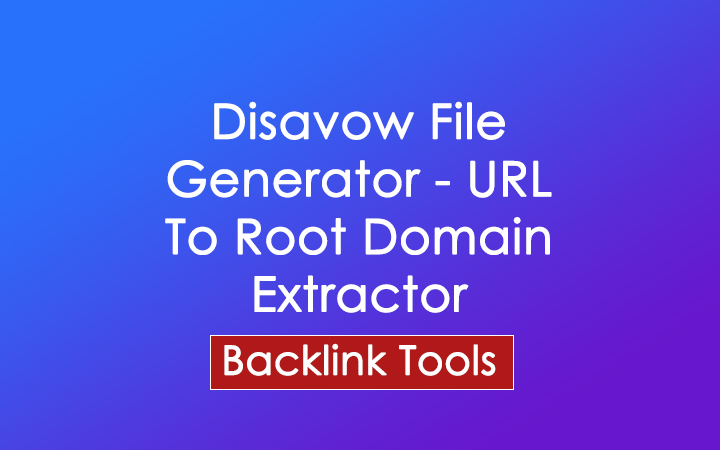 Disavow File
Generator - URL
To Root Domain
Extractor
Backlink Tools